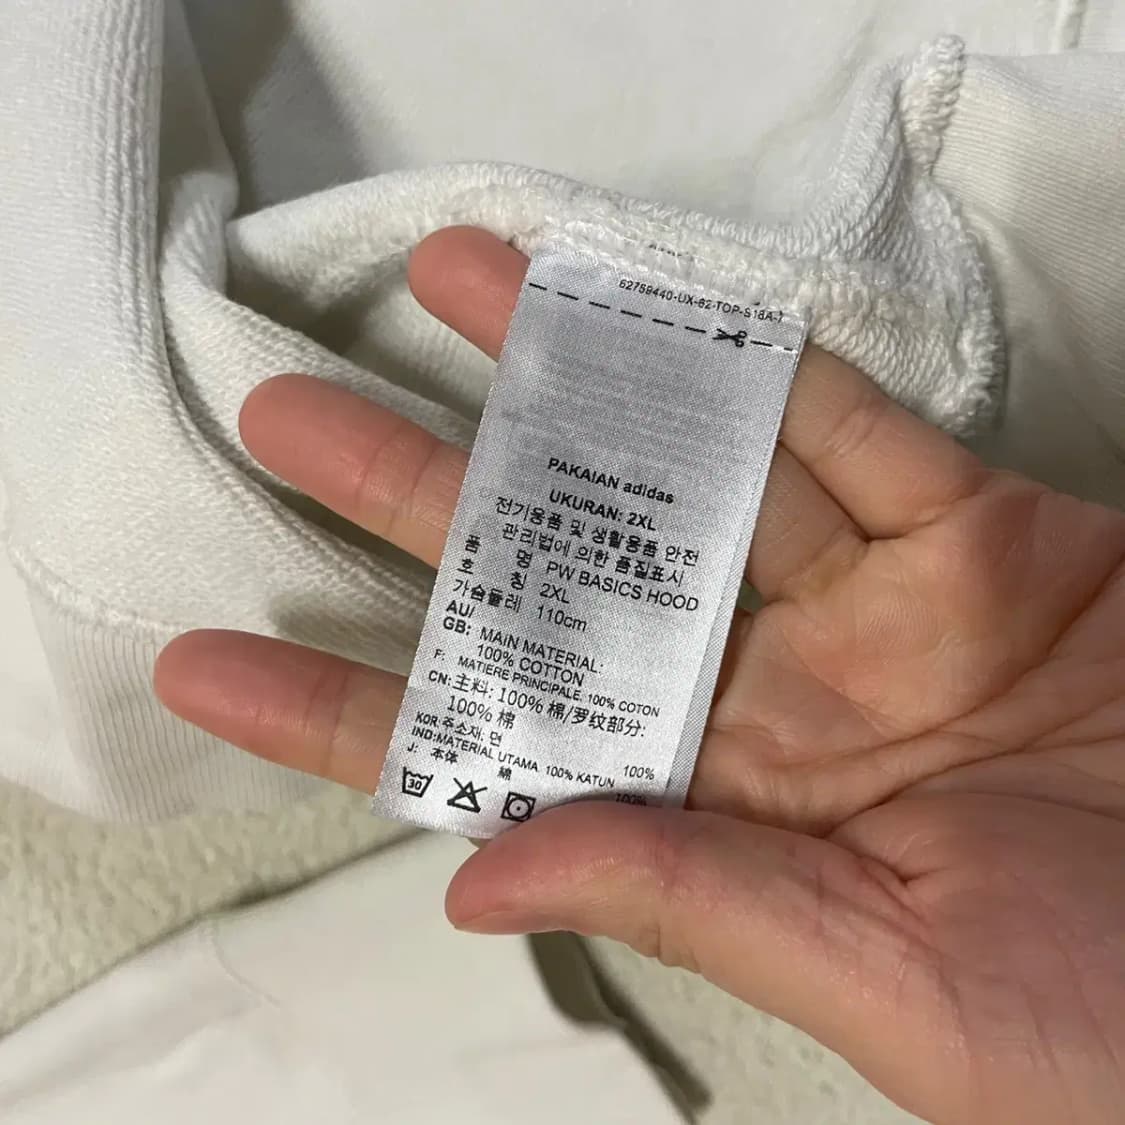 62759440-UX-62-TOP-S18A-1
PAKAIAN adidas
UKURAN: 2XL
전기용품 및 생활용품 안전
관리법에 의한 품질표시
품 명 PW BASICS HOOD
호 칭 2XL
가슴둘레 110cm
AU/
GB: MAIN MATERIAL:
100% COTTON
F: MATIERE PRINCIPALE. 100% COTON
CN: 主料: 100% 棉/罗纹部分:
100% 棉
KOR: 주소재: 면 100%
IND:MATERIAL UTAMA 100% KATUN
J: 本体 綿 100%
30